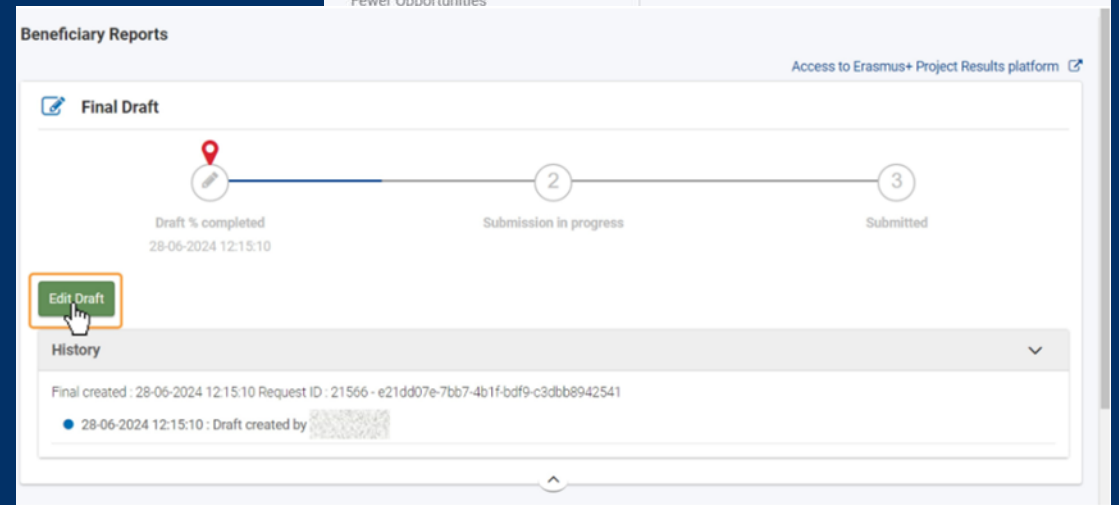 Fewer Opportunities
Beneficiary Reports
Access to Erasmus+ Project Results platform
Final Draft
2
3
Draft % completed
Submission in progress
Submitted
28-06-2024 12:15:10
Edit Draft
History
Final created : 28-06-2024 12:15:10 Request ID : 21566 - e21dd07e-7bb7-4b1f-bdf9-c3dbb8942541
28-06-2024 12:15:10 : Draft created by